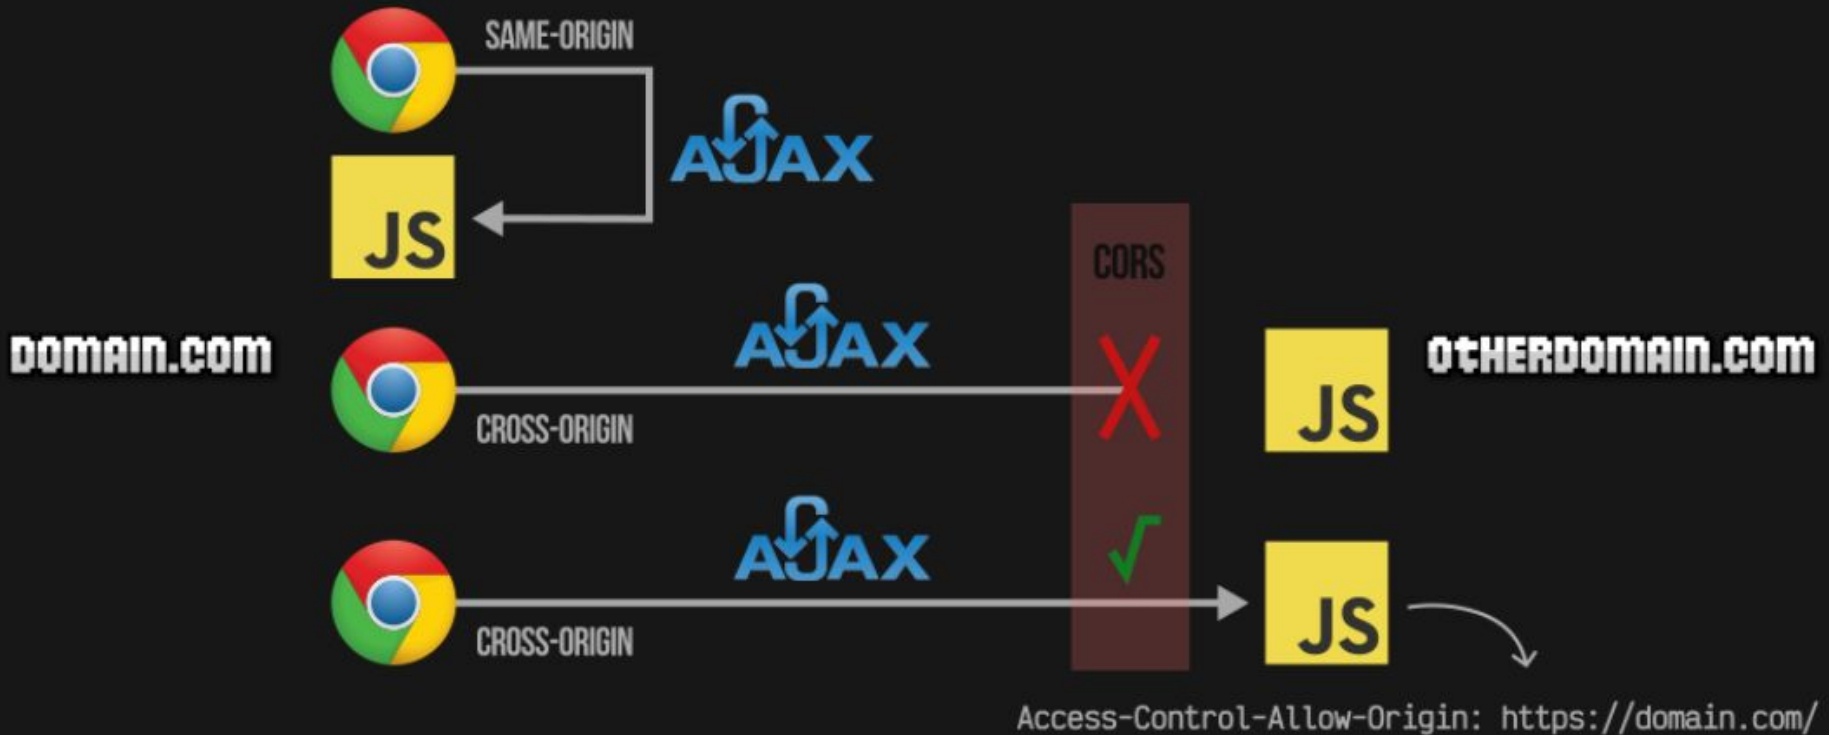 SAME-ORIGIN
AJAX
JS
CORS
AJAX
DOMAIN.COM
OtHERDOMAIN.COM
JS
CROSS-ORIGIN
AJAX
JS
CROSS-ORIGIN
Access-Control-Allow-Origin: https://domain.com/